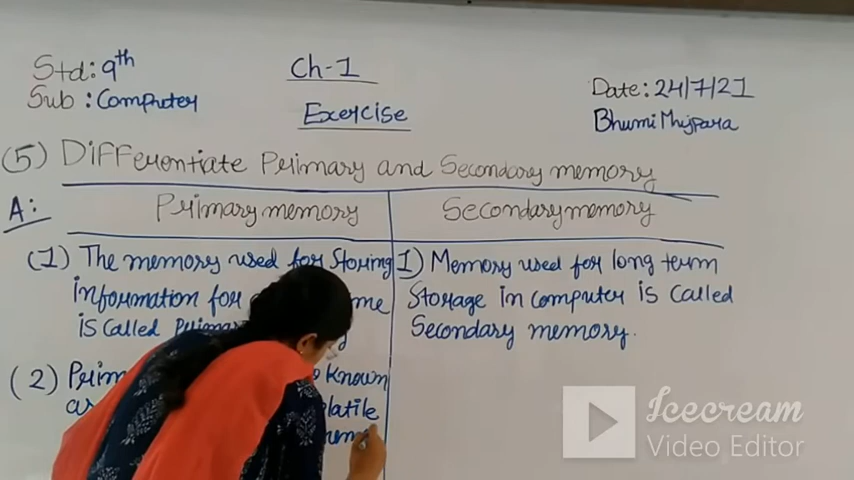 Std: 9th
Sub: Computer
Ch-1
Exercise
Date: 24/7/21
Bhumi
(5) Differentiate Primary and Secondary memory
A:
Primary memory
Secondary memory
(1) The memory used for Storing
information for
is called
(2)
known
1) Memory used for long term
Storage in computer is called
Secondary memory.
Icecream
Video Editor